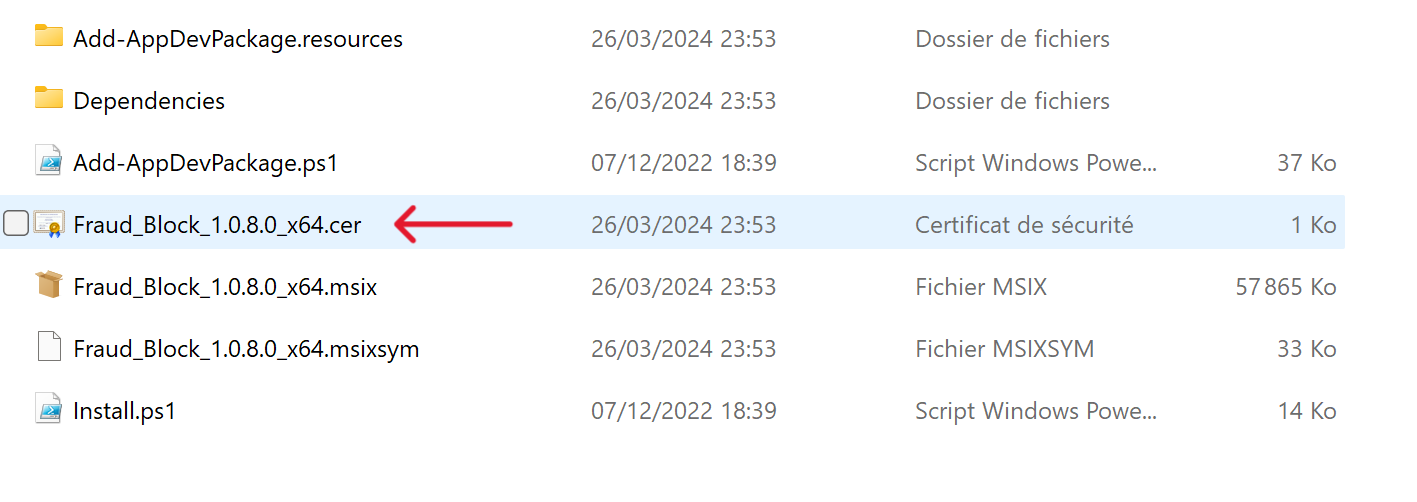 Add-AppDevPackage.resources 26/03/2024 23:53 Dossier de fichiers
Dependencies 26/03/2024 23:53 Dossier de fichiers
Add-AppDevPackage.ps1 07/12/2022 18:39 Script Windows Powe... 37 Ko
Fraud_Block_1.0.8.0_x64.cer 26/03/2024 23:53 Certificat de sécurité 1 Ko
Fraud_Block_1.0.8.0_x64.msix 26/03/2024 23:53 Fichier MSIX 57 865 Ko
Fraud_Block_1.0.8.0_x64.msixsym 26/03/2024 23:53 Fichier MSIXSYM 33 Ko
Install.ps1 07/12/2022 18:39 Script Windows Powe... 14 Ko